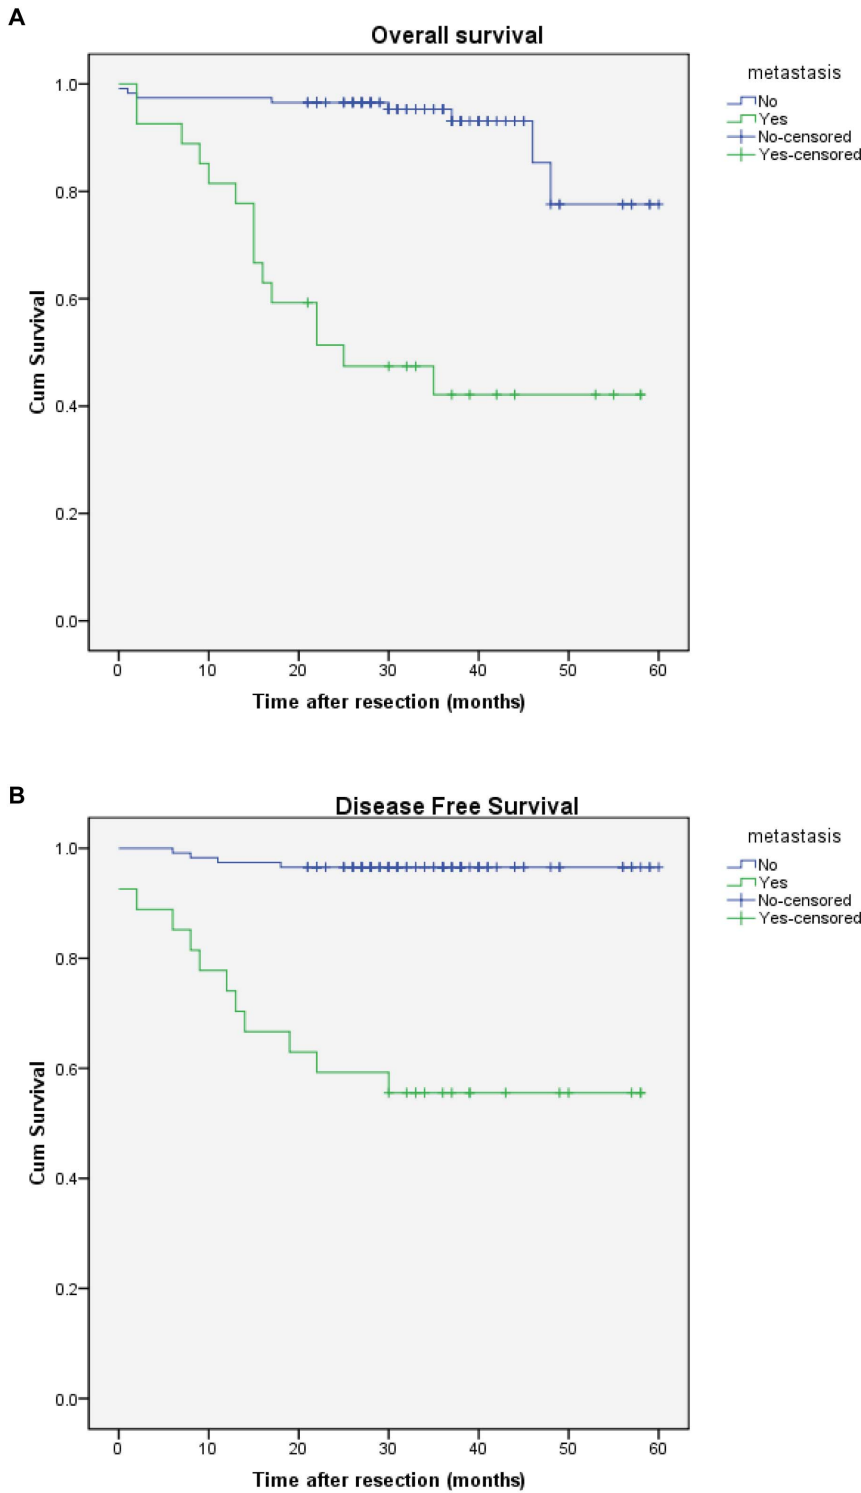 A
Overall survival
metastasis
No
Yes
No-censored
Yes-censored
Cum Survival
1.0
0.8
0.6
0.4
0.2
0.0
0 10 20 30 40 50 60
Time after resection (months)
B
Disease Free Survival
metastasis
No
Yes
No-censored
Yes-censored
Cum Survival
1.0
0.8
0.6
0.4
0.2
0.0
0 10 20 30 40 50 60
Time after resection (months)